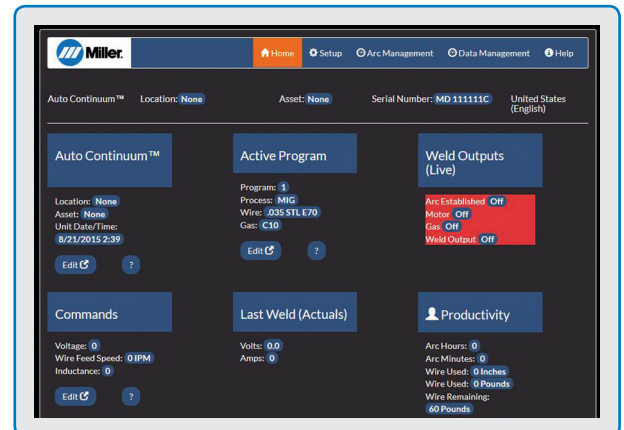 Miller.
Home Setup Arc Management Data Management Help
Auto Continuum™ Location: None Asset: None Serial Number: MD 111111C United States
(English)
Auto Continuum™
Location: None
Asset: None
Unit Date/Time:
8/21/2015 2:39
Edit ?
Active Program
Program: 1
Process: MIG
Wire: .035 STL E70
Gas: C10
Edit ?
Weld Outputs
(Live)
Arc Established Off
Motor Off
Gas Off
Weld Output Off
Commands
Voltage: 0
Wire Feed Speed: 0 IPM
Inductance: 0
Edit ?
Last Weld (Actuals)
Volts: 0.0
Amps: 0
Productivity
Arc Hours: 0
Arc Minutes: 0
Wire Used: 0 Inches
Wire Used: 0 Pounds
Wire Remaining:
60 Pounds